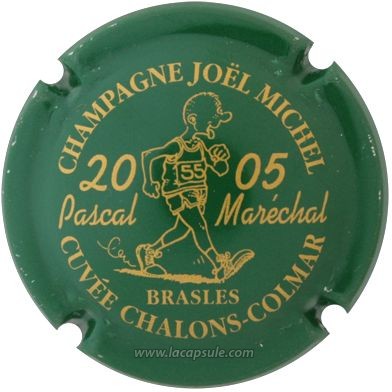 CHAMPAGNE JOËL MICHEL
20 05
55
Pascal Maréchal
BRASLES
CUVÉE CHALONS-COLMAR
www.lacapsule.com